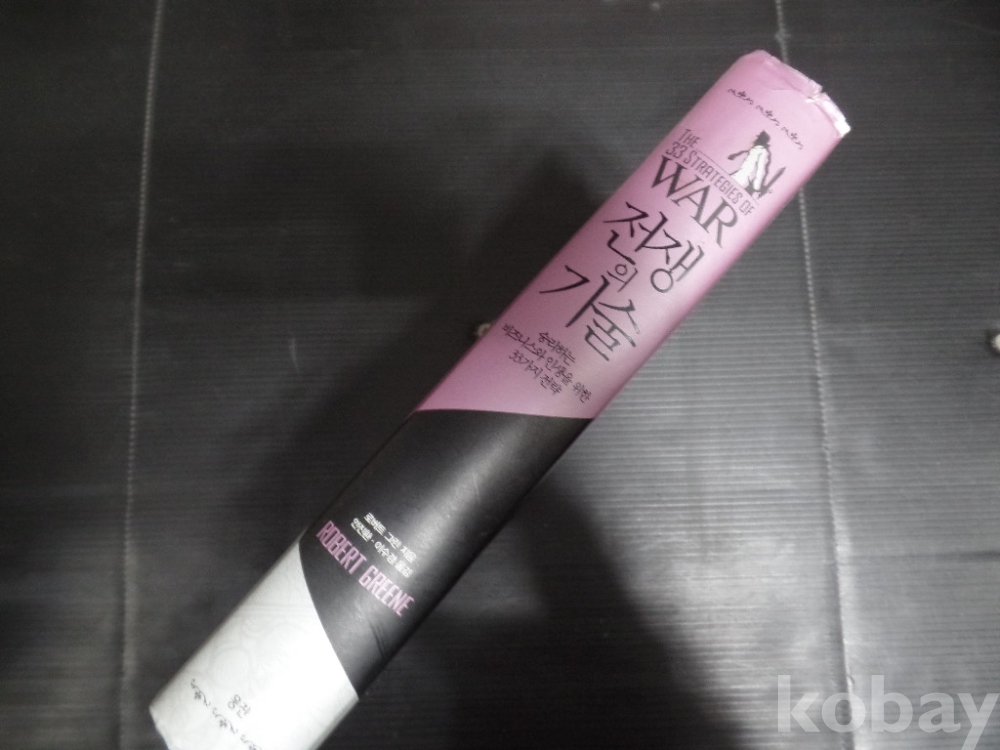 THE
33 STRATEGIES OF
WAR
전쟁
의
기술
승리하는
비즈니스와 인생을 위한
33가지 전략
로버트 그린 지음
안진환·이수경 옮김
ROBERT GREENE
웅진
kobay